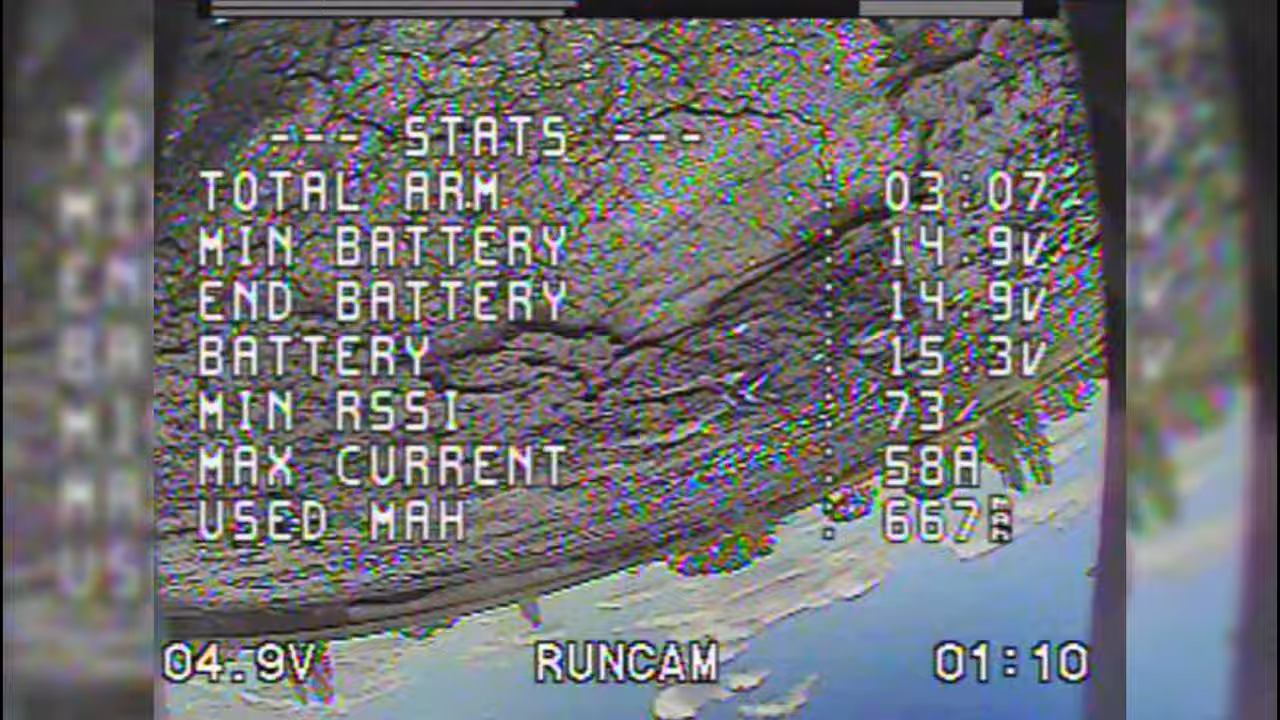 --- STATS ---
TOTAL ARM : 03:07
MIN BATTERY : 14.9V
END BATTERY : 14.9V
BATTERY : 15.3V
MIN RSSI : 73
MAX CURRENT : 58A
USED MAH : 667
04.9V RUNCAM 01:10